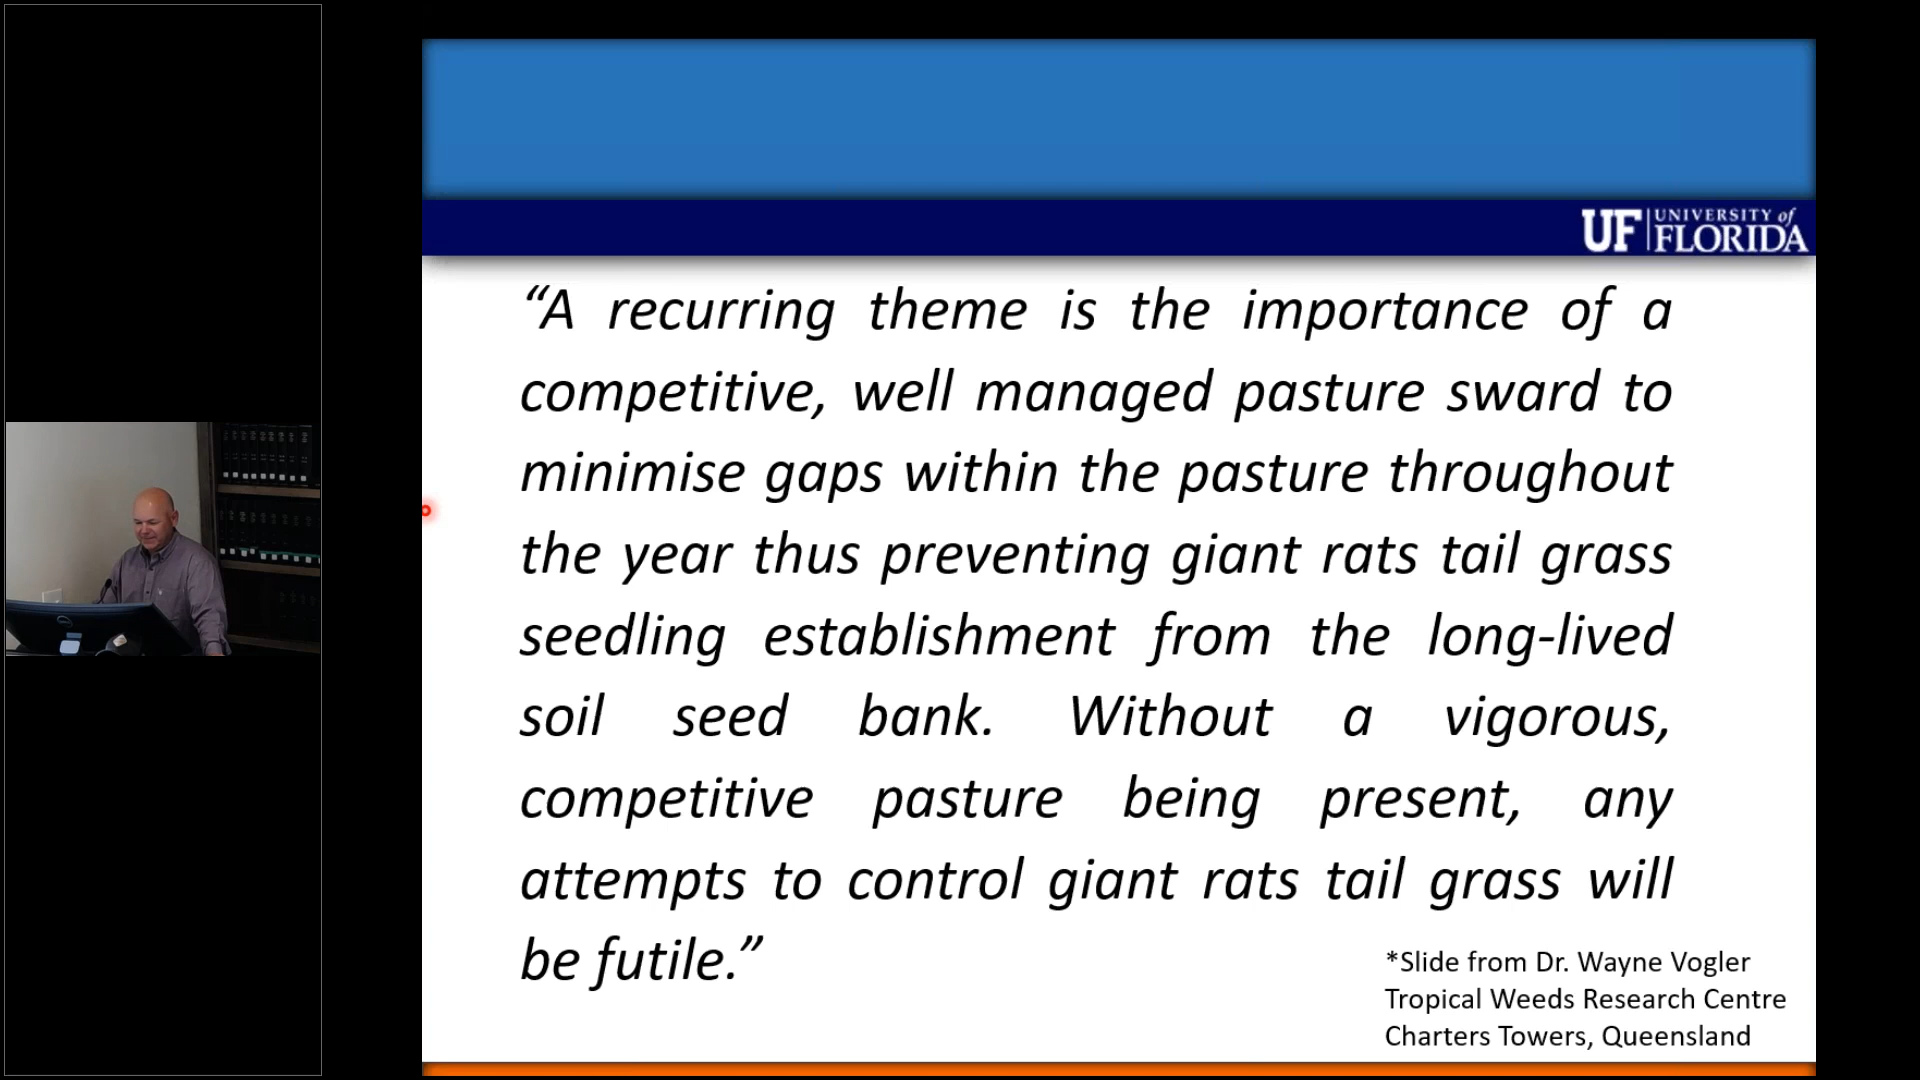 UF | UNIVERSITY of
FLORIDA
“A recurring theme is the importance of a
competitive, well managed pasture sward to
minimise gaps within the pasture throughout
the year thus preventing giant rats tail grass
seedling establishment from the long-lived
soil seed bank. Without a vigorous,
competitive pasture being present, any
attempts to control giant rats tail grass will
be futile.”
*Slide from Dr. Wayne Vogler
Tropical Weeds Research Centre
Charters Towers, Queensland